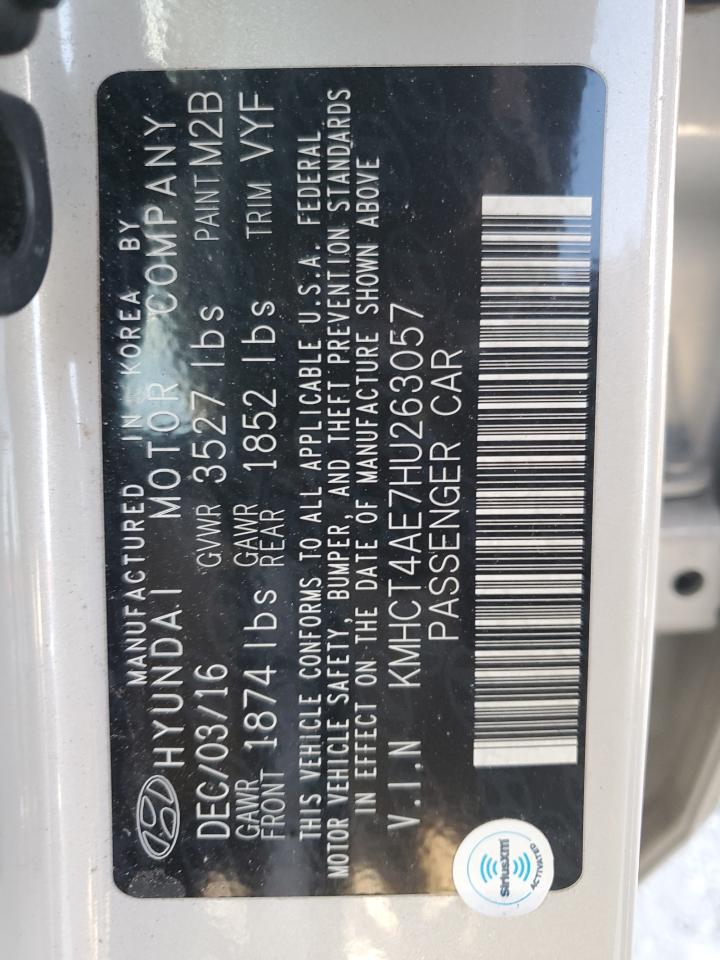 MANUFACTURED IN KOREA BY
HYUNDAI MOTOR COMPANY
DEC/03/16 GVWR 3527 lbs PAINT M2B
GAWR FRONT 1874 lbs GAWR REAR 1852 lbs TRIM VYF
THIS VEHICLE CONFORMS TO ALL APPLICABLE U.S.A. FEDERAL
MOTOR VEHICLE SAFETY, BUMPER, AND THEFT PREVENTION STANDARDS
IN EFFECT ON THE DATE OF MANUFACTURE SHOWN ABOVE
V.I.N KMHCT4AE7HU263057
PASSENGER CAR
siriusxm
ACTIVATED